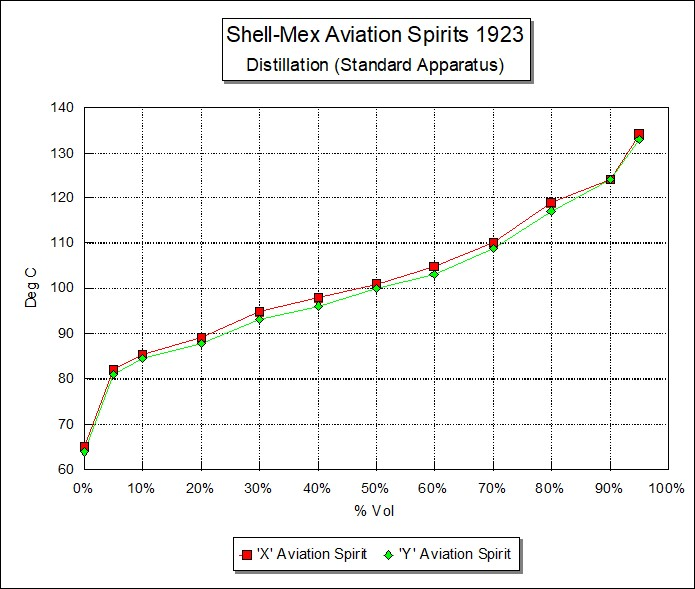 Shell-Mex Aviation Spirits 1923
Distillation (Standard Apparatus)
140
130
120
110
100
90
80
70
60
Deg C
0% 10% 20% 30% 40% 50% 60% 70% 80% 90% 100%
% Vol
'X' Aviation Spirit 'Y' Aviation Spirit